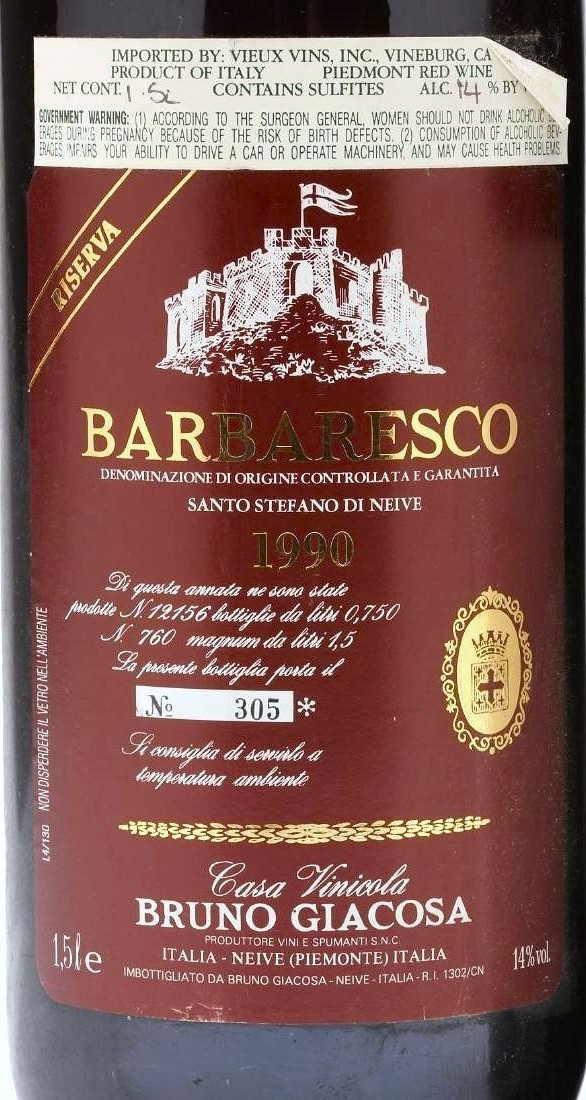 IMPORTED BY: VIEUX VINS, INC., VINEBURG, CA
PRODUCT OF ITALY PIEDMONT RED WINE
NET CONT. 1.5L CONTAINS SULFITES ALC. 14 % BY
GOVERNMENT WARNING: (1) ACCORDING TO THE SURGEON GENERAL, WOMEN SHOULD NOT DRINK ALCOHOLIC BEV-
ERAGES DURING PREGNANCY BECAUSE OF THE RISK OF BIRTH DEFECTS. (2) CONSUMPTION OF ALCOHOLIC BEV-
ERAGES IMPAIRS YOUR ABILITY TO DRIVE A CAR OR OPERATE MACHINERY, AND MAY CAUSE HEALTH PROBLEMS.
RISERVA
BARBARESCO
DENOMINAZIONE DI ORIGINE CONTROLLATA E GARANTITA
SANTO STEFANO DI NEIVE
1990
Di questa annata ne sono state
prodotte N. 12156 bottiglie da litri 0,750
N. 760 magnum da litri 1,5
La presente bottiglia porta il
No 305 *
Si consiglia di servirlo a
temperatura ambiente
L4/130 NON DISPERDERE IL VETRO NELL'AMBIENTE
Casa Vinicola
BRUNO GIACOSA
PRODUTTORE VINI E SPUMANTI S.N.C.
1,5 l e ITALIA - NEIVE (PIEMONTE) ITALIA 14% vol.
IMBOTTIGLIATO DA BRUNO GIACOSA - NEIVE - ITALIA - R.I. 1302/CN